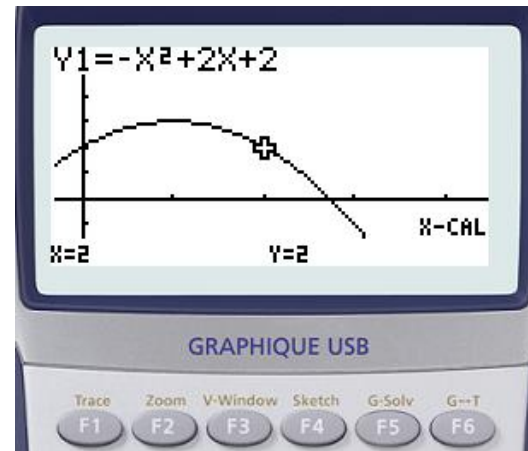 Y1=-X²+2X+2
X-CAL
X=2 Y=2
GRAPHIQUE USB
Trace Zoom V-Window Sketch G-Solv G↔T
F1 F2 F3 F4 F5 F6